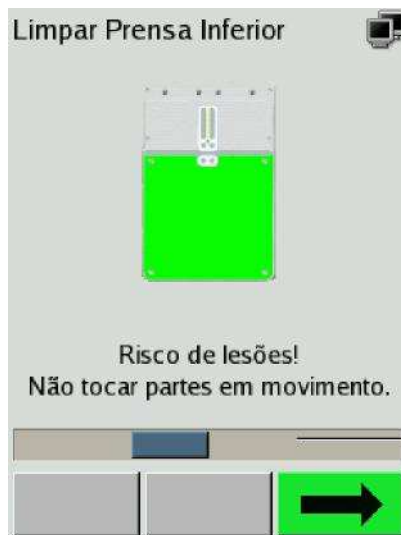 Limpar Prensa Inferior
Risco de lesões!
Não tocar partes em movimento.